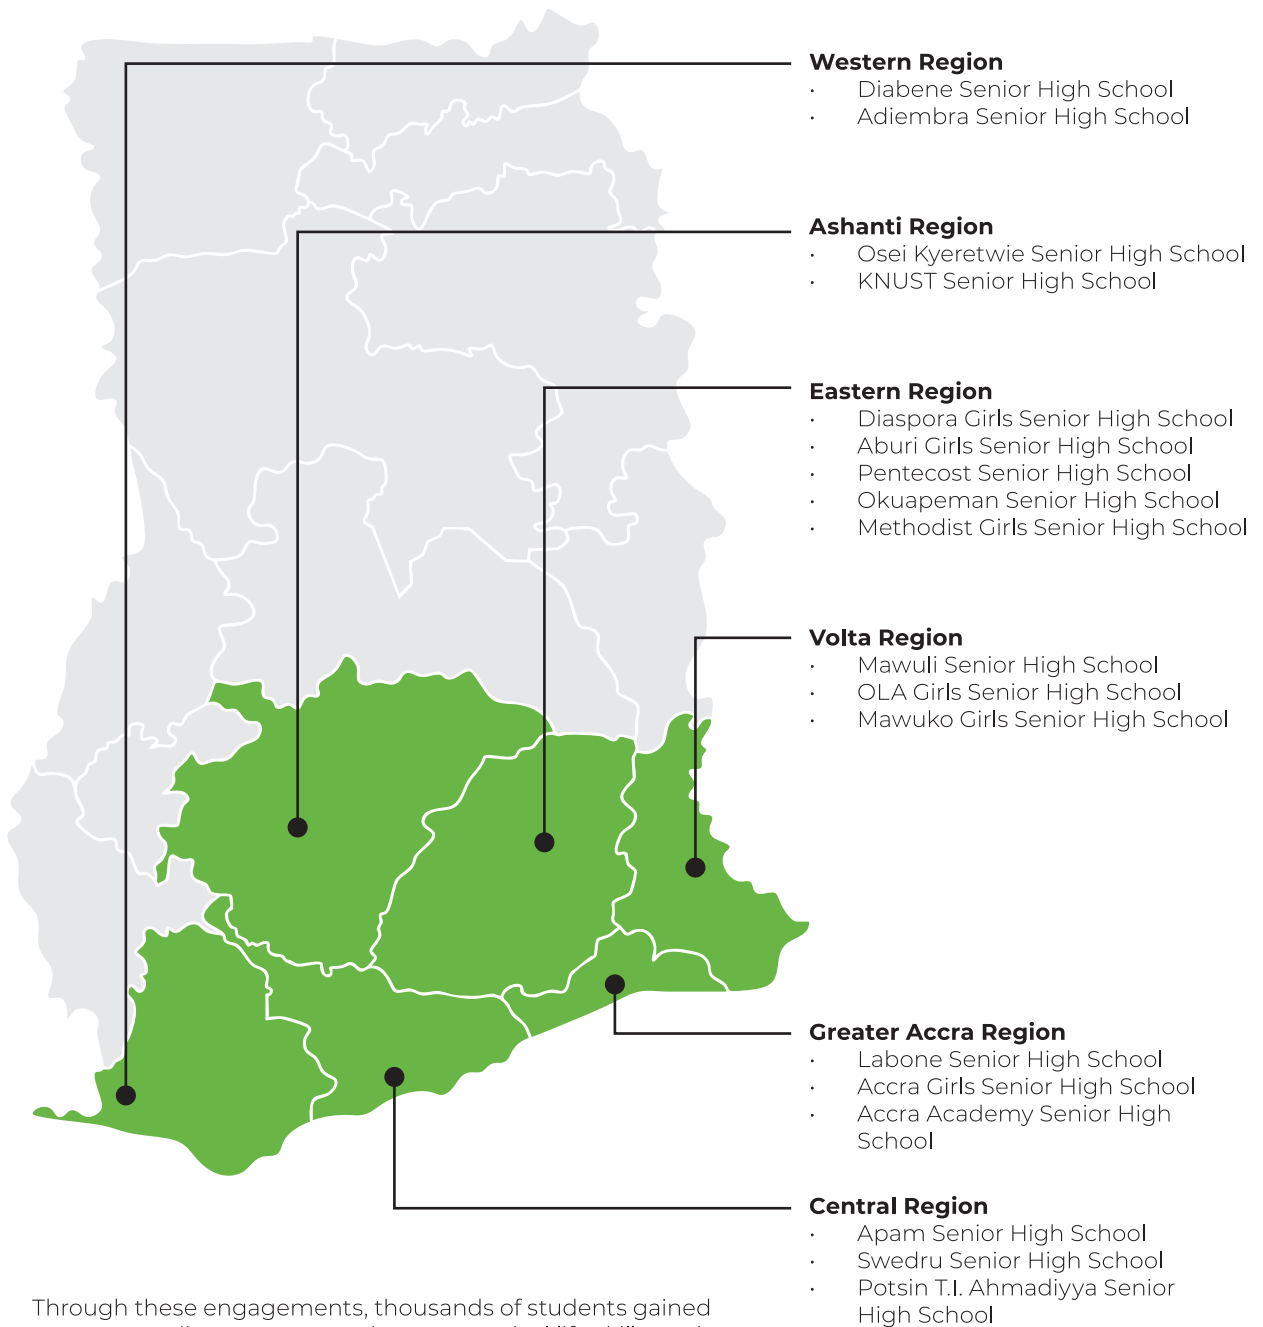 Western Region
· Diabene Senior High School
· Adiembra Senior High School
Ashanti Region
· Osei Kyeretwie Senior High School
· KNUST Senior High School
Eastern Region
· Diaspora Girls Senior High School
· Aburi Girls Senior High School
· Pentecost Senior High School
· Okuapeman Senior High School
· Methodist Girls Senior High School
Volta Region
· Mawuli Senior High School
· OLA Girls Senior High School
· Mawuko Girls Senior High School
Greater Accra Region
· Labone Senior High School
· Accra Girls Senior High School
· Accra Academy Senior High
School
Central Region
· Apam Senior High School
· Swedru Senior High School
· Potsin T.I. Ahmadiyya Senior
High School
Through these engagements, thousands of students gained